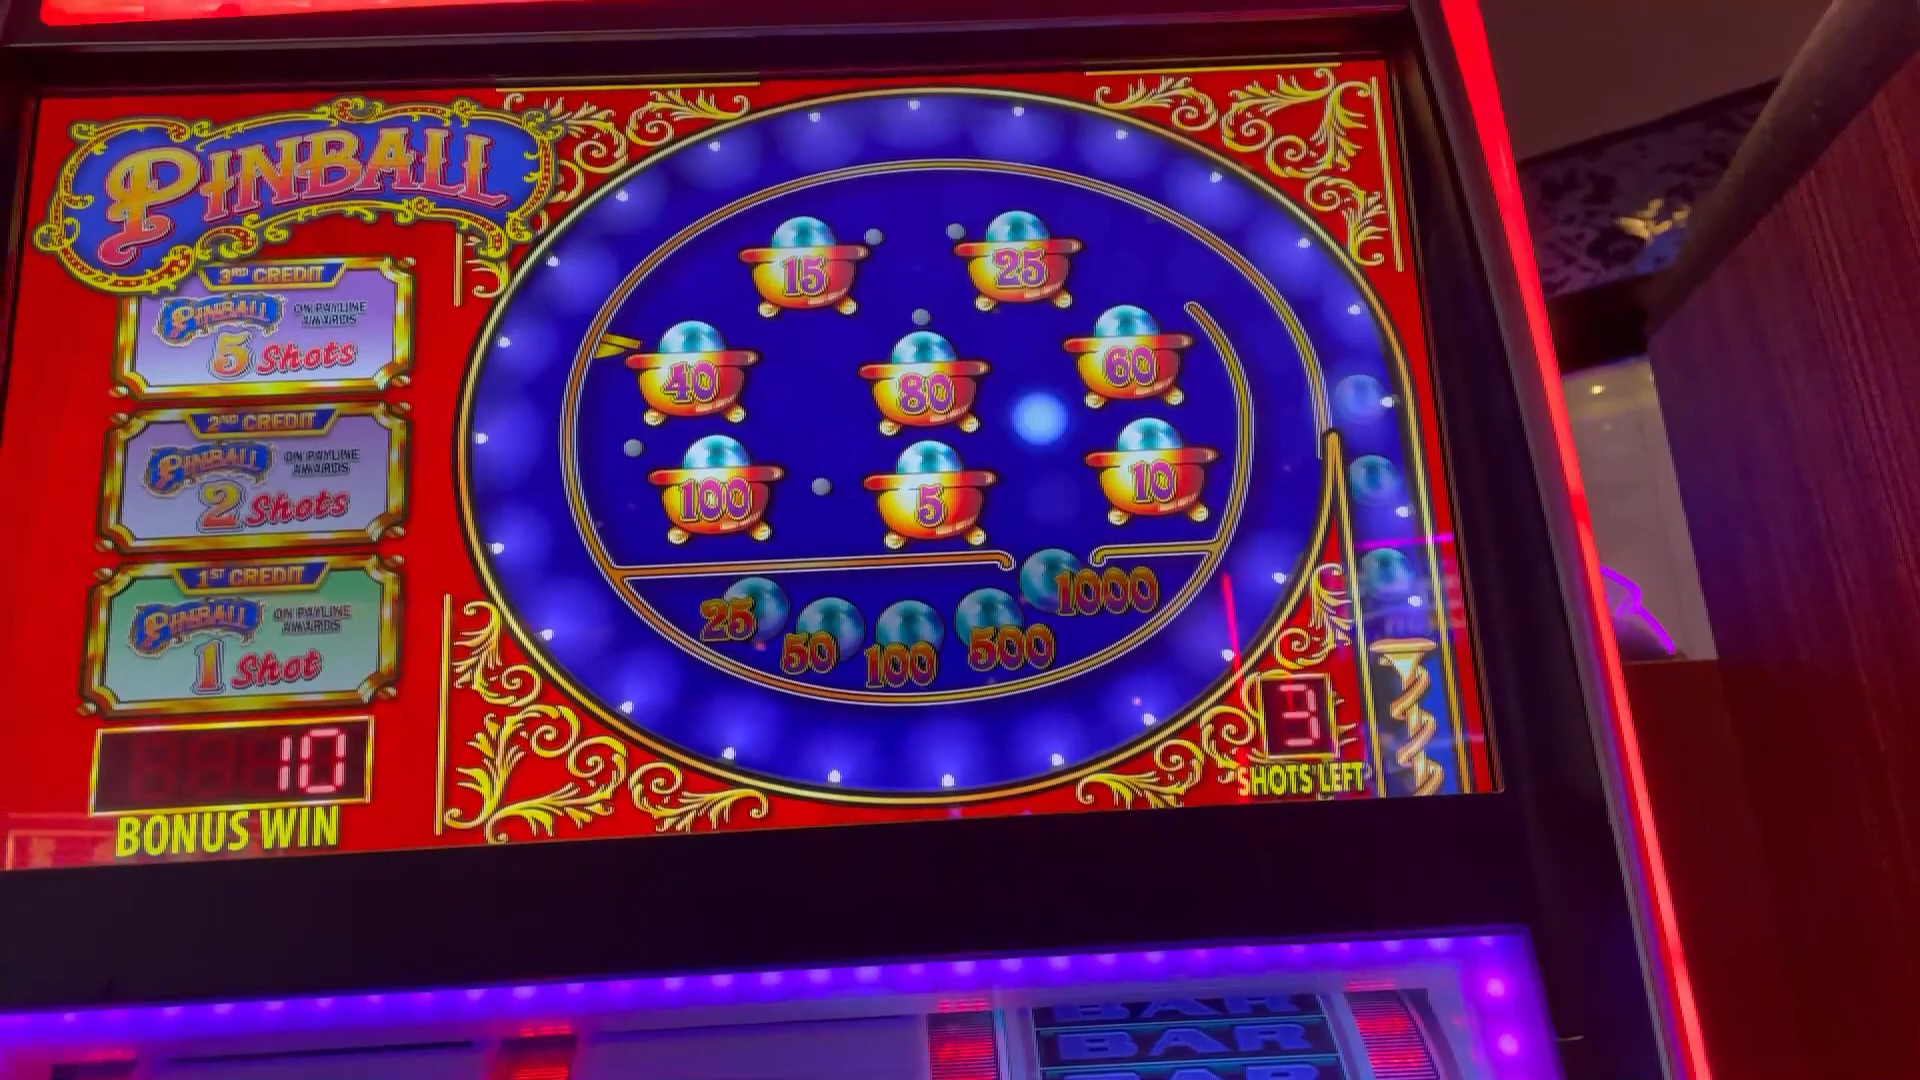 PINBALL
3RD CREDIT
PINBALL ON PAYLINE
AWARDS
5 Shots
2ND CREDIT
PINBALL ON PAYLINE
AWARDS
2 Shots
1ST CREDIT
PINBALL ON PAYLINE
AWARDS
1 Shot
10
BONUS WIN
15
25
40
80
60
100
5
10
25
50
100
500
1000
3
SHOTS LEFT
BAR
BAR
BAR